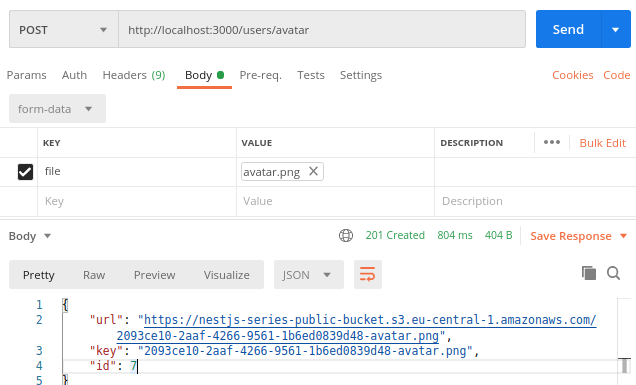 POST http://localhost:3000/users/avatar Send
Params Auth Headers (9) Body Pre-req. Tests Settings Cookies Code
form-data
KEY VALUE DESCRIPTION ••• Bulk Edit
file avatar.png
Key Value Description
Body 201 Created 804 ms 404 B Save Response
Pretty Raw Preview Visualize JSON
1 {
2 "url": "https://nestjs-series-public-bucket.s3.eu-central-1.amazonaws.com/
2093ce10-2aaf-4266-9561-1b6ed0839d48-avatar.png",
3 "key": "2093ce10-2aaf-4266-9561-1b6ed0839d48-avatar.png",
4 "id": 7
5 }